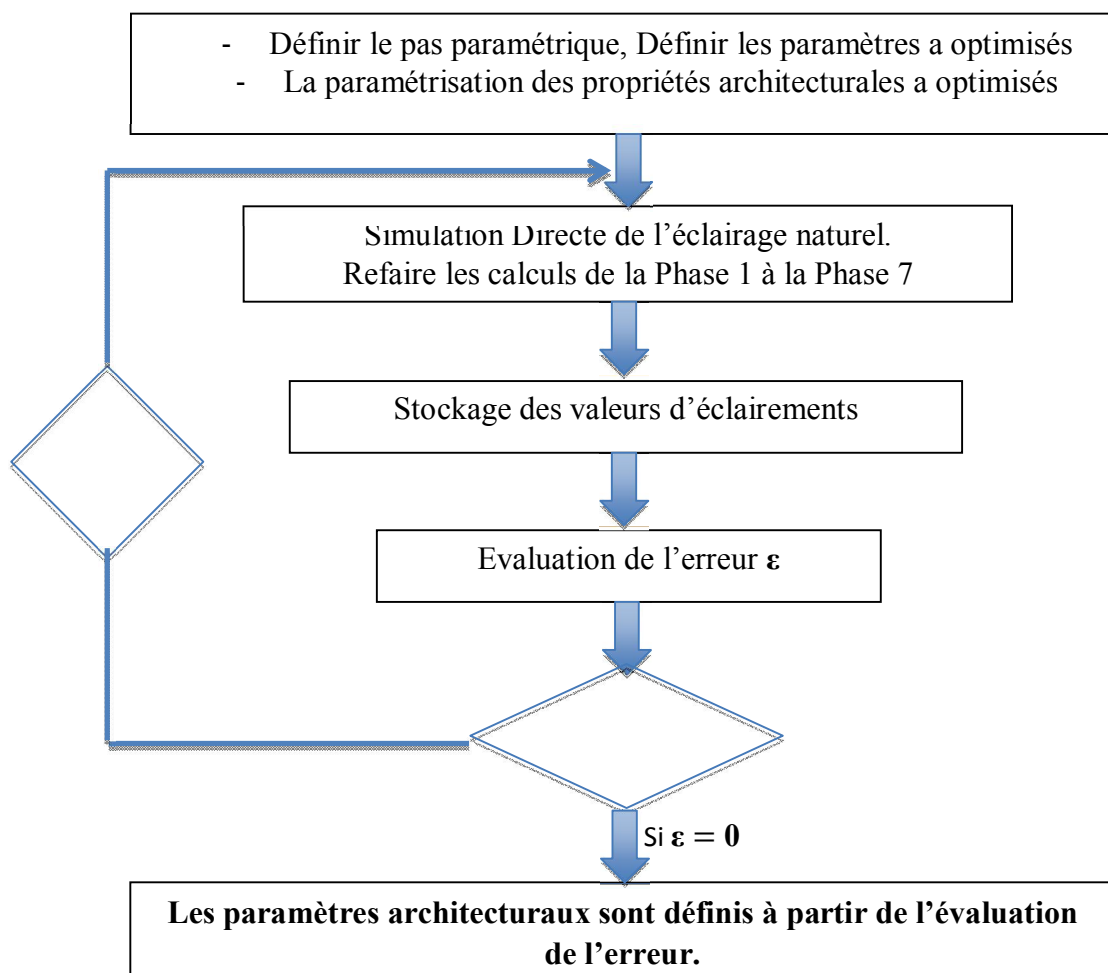 - Définir le pas paramétrique, Définir les paramètres a optimisés
- La paramétrisation des propriétés architecturales a optimisés
Simulation Directe de l’éclairage naturel.
Refaire les calculs de la Phase 1 à la Phase 7
Stockage des valeurs d’éclairements
Evaluation de l’erreur ε
Si ε = 0
Les paramètres architecturaux sont définis à partir de l’évaluation
de l’erreur.